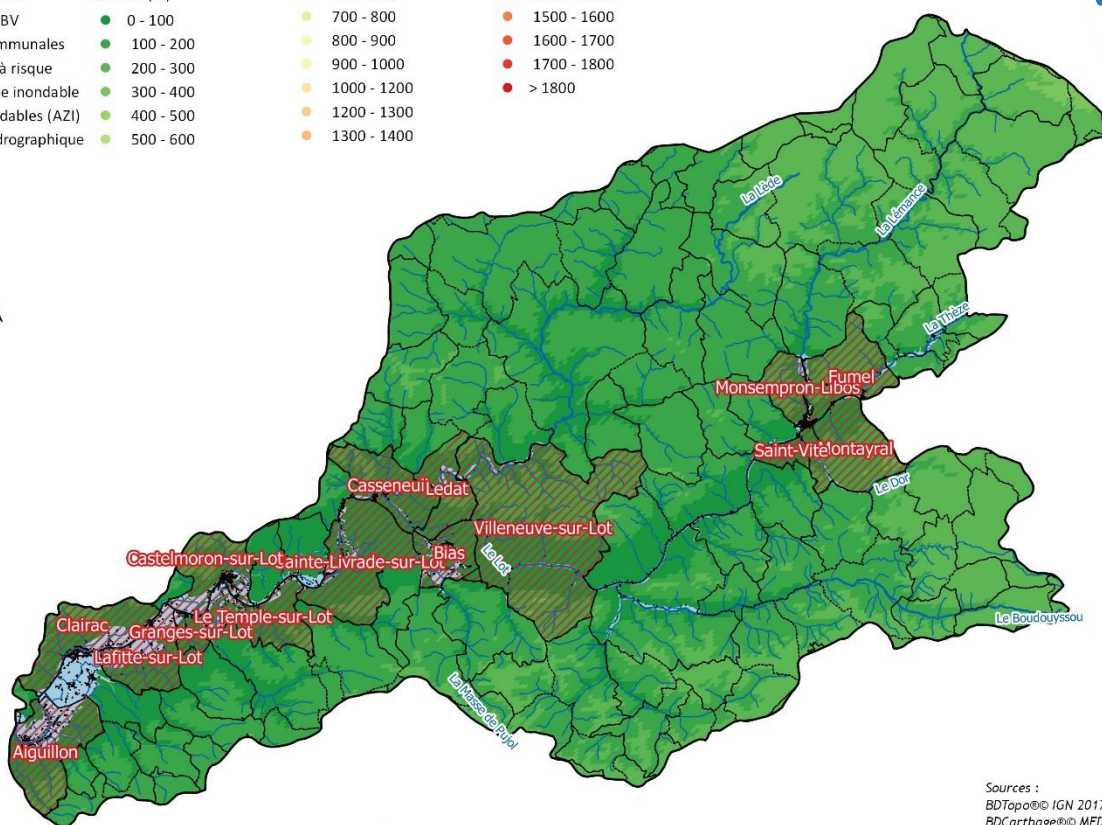 BV
mmunales
à risque
e inondable
dables (AZI)
drographique
0 - 100
100 - 200
200 - 300
300 - 400
400 - 500
500 - 600
700 - 800
800 - 900
900 - 1000
1000 - 1200
1200 - 1300
1300 - 1400
1500 - 1600
1600 - 1700
1700 - 1800
> 1800
La Lède
La Lémance
La Thèze
Fumel
Monsempron-Libos
Saint-Vite
Montayral
Le Dor
Casseneuil
Ledat
Villeneuve-sur-Lot
Bias
Le Lot
Castelmoron-sur-Lot
ainte-Livrade-sur-Lot
Le Temple-sur-Lot
Clairac
Granges-sur-Lot
Lafitte-sur-Lot
Le Boudouyssou
La Masse de Pujol
Aiguillon
Sources :
BDTopo®© IGN 2017
BDCarthage®© MED